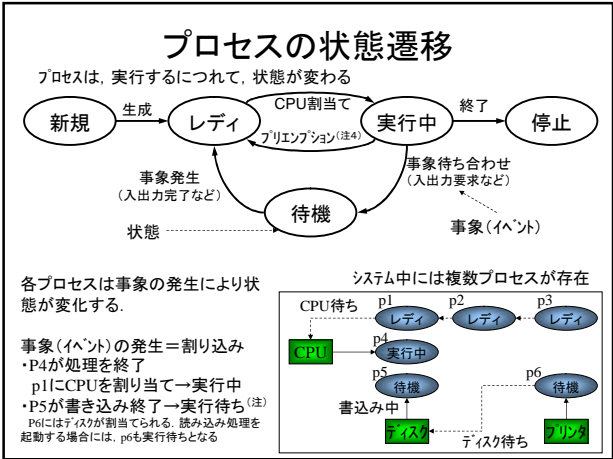 プロセスの状態遷移
プロセスは，実行するにつれて，状態が変わる
新規
生成
レディ
CPU割当て
プリエンプション(注4)
実行中
終了
停止
事象発生
(入出力完了など)
待機
事象待ち合わせ
(入出力要求など)
状態
事象(イベント)
各プロセスは事象の発生により状
態が変化する．
事象(イベント)の発生＝割り込み
・P4が処理を終了
p1にCPUを割り当て→実行中
・P5が書き込み終了→実行待ち(注)
P6にはディスクが割当てられる．読み込み処理を
起動する場合には，p6も実行待ちとなる
システム中には複数プロセスが存在
CPU待ち
p1
レディ
p2
レディ
p3
レディ
CPU
p4
実行中
p5
待機
p6
待機
書込み中
ディスク
ディスク待ち
プリンタ